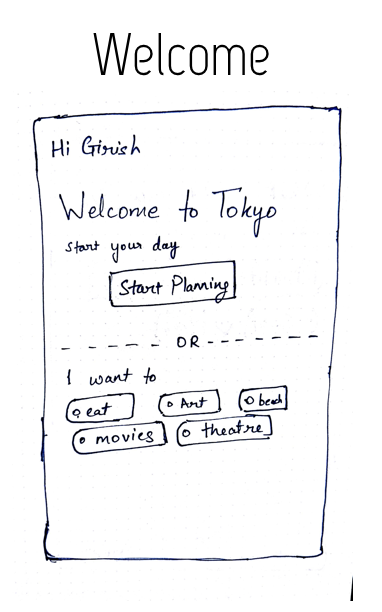 Welcome
Hi Girish
Welcome to Tokyo
Start your day
Start Planning
OR
I want to
eat Art beach
movies theatre